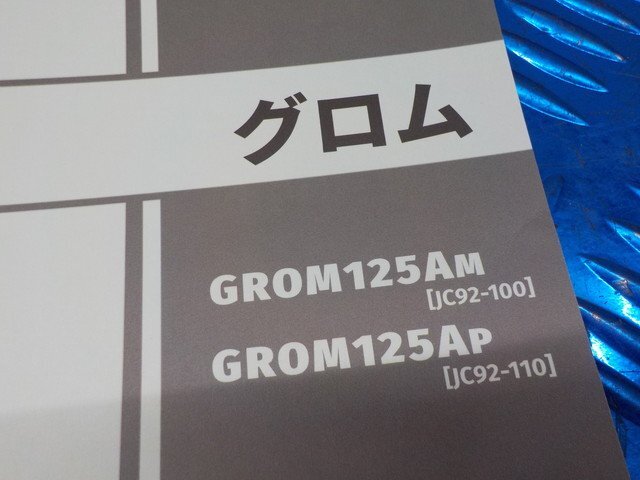 グロム
GROM125AM
[JC92-100]
GROM125AP
[JC92-110]